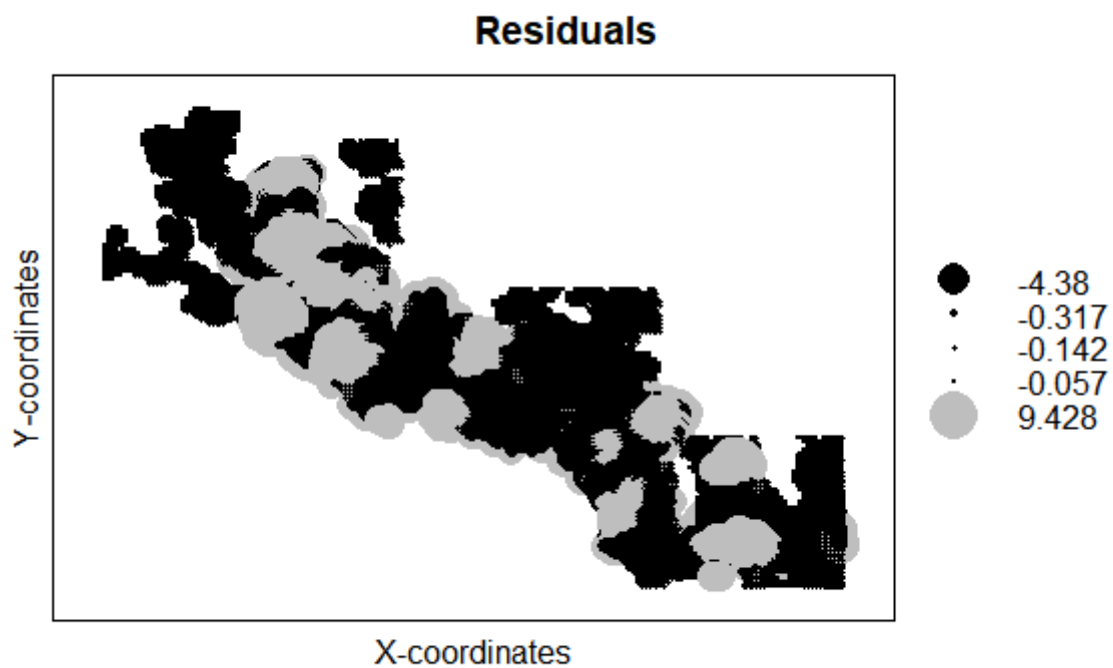 Residuals
Y-coordinates
-4.38
-0.317
-0.142
-0.057
9.428
X-coordinates